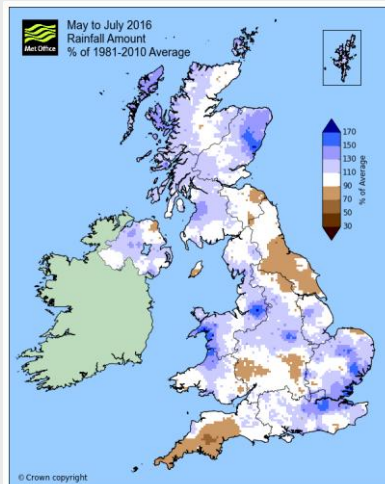 Met Office
May to July 2016
Rainfall Amount
% of 1981-2010 Average
170
150
130
110
90
70
50
30
% of Average
© Crown copyright